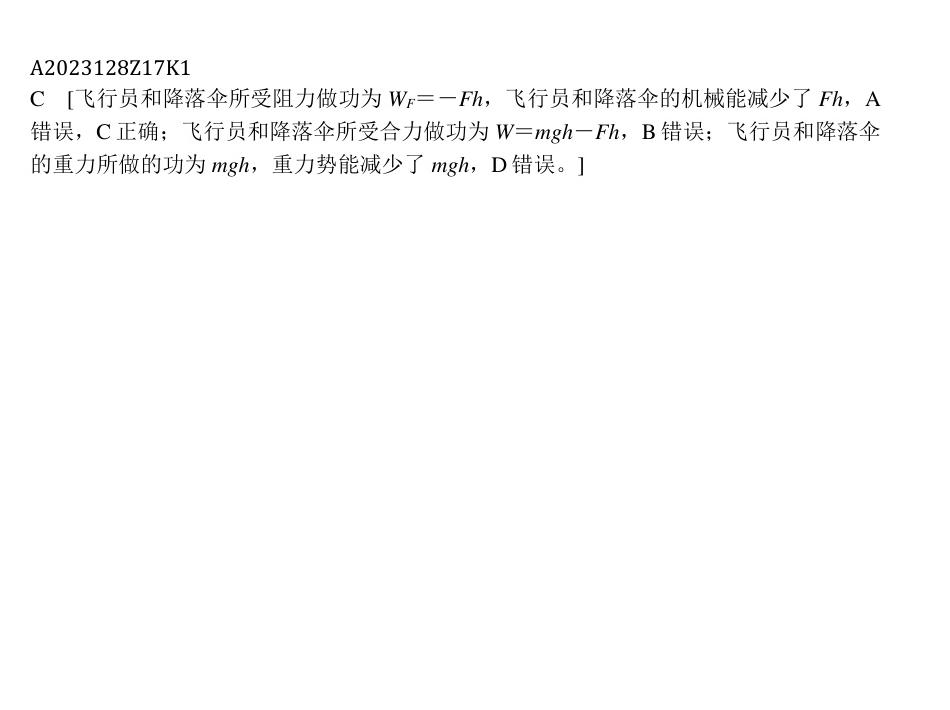 A2023128Z17K1
C [飞行员和降落伞所受阻力做功为 WF＝－Fh，飞行员和降落伞的机械能减少了 Fh，A
错误，C 正确；飞行员和降落伞所受合力做功为 W＝mgh－Fh，B 错误；飞行员和降落伞
的重力所做的功为 mgh，重力势能减少了 mgh，D 错误。]